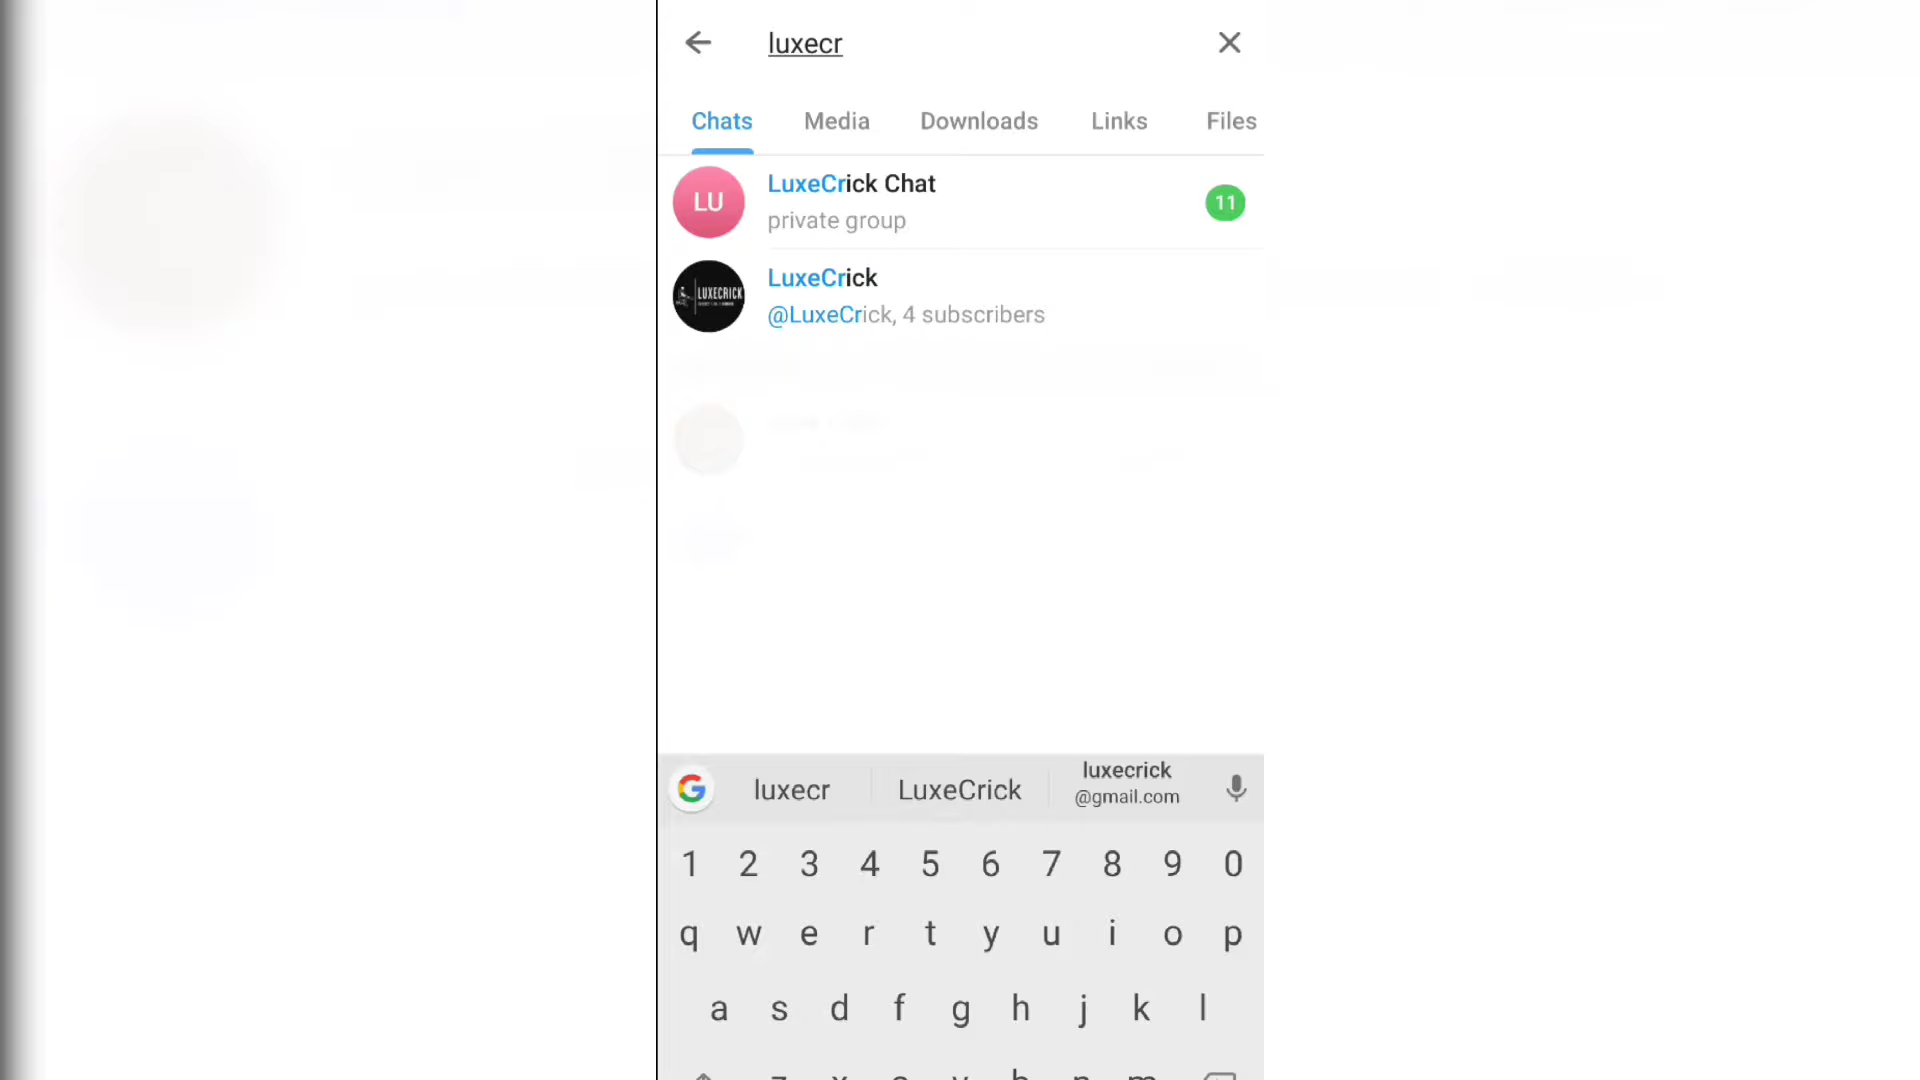 luxecr
Chats Media Downloads Links Files
LU
LuxeCrick Chat
private group
11
LUXECRICK
LuxeCrick
@LuxeCrick, 4 subscribers
luxecr LuxeCrick luxecrick
@gmail.com
1 2 3 4 5 6 7 8 9 0
q w e r t y u i o p
a s d f g h j k l
z x c v b n m